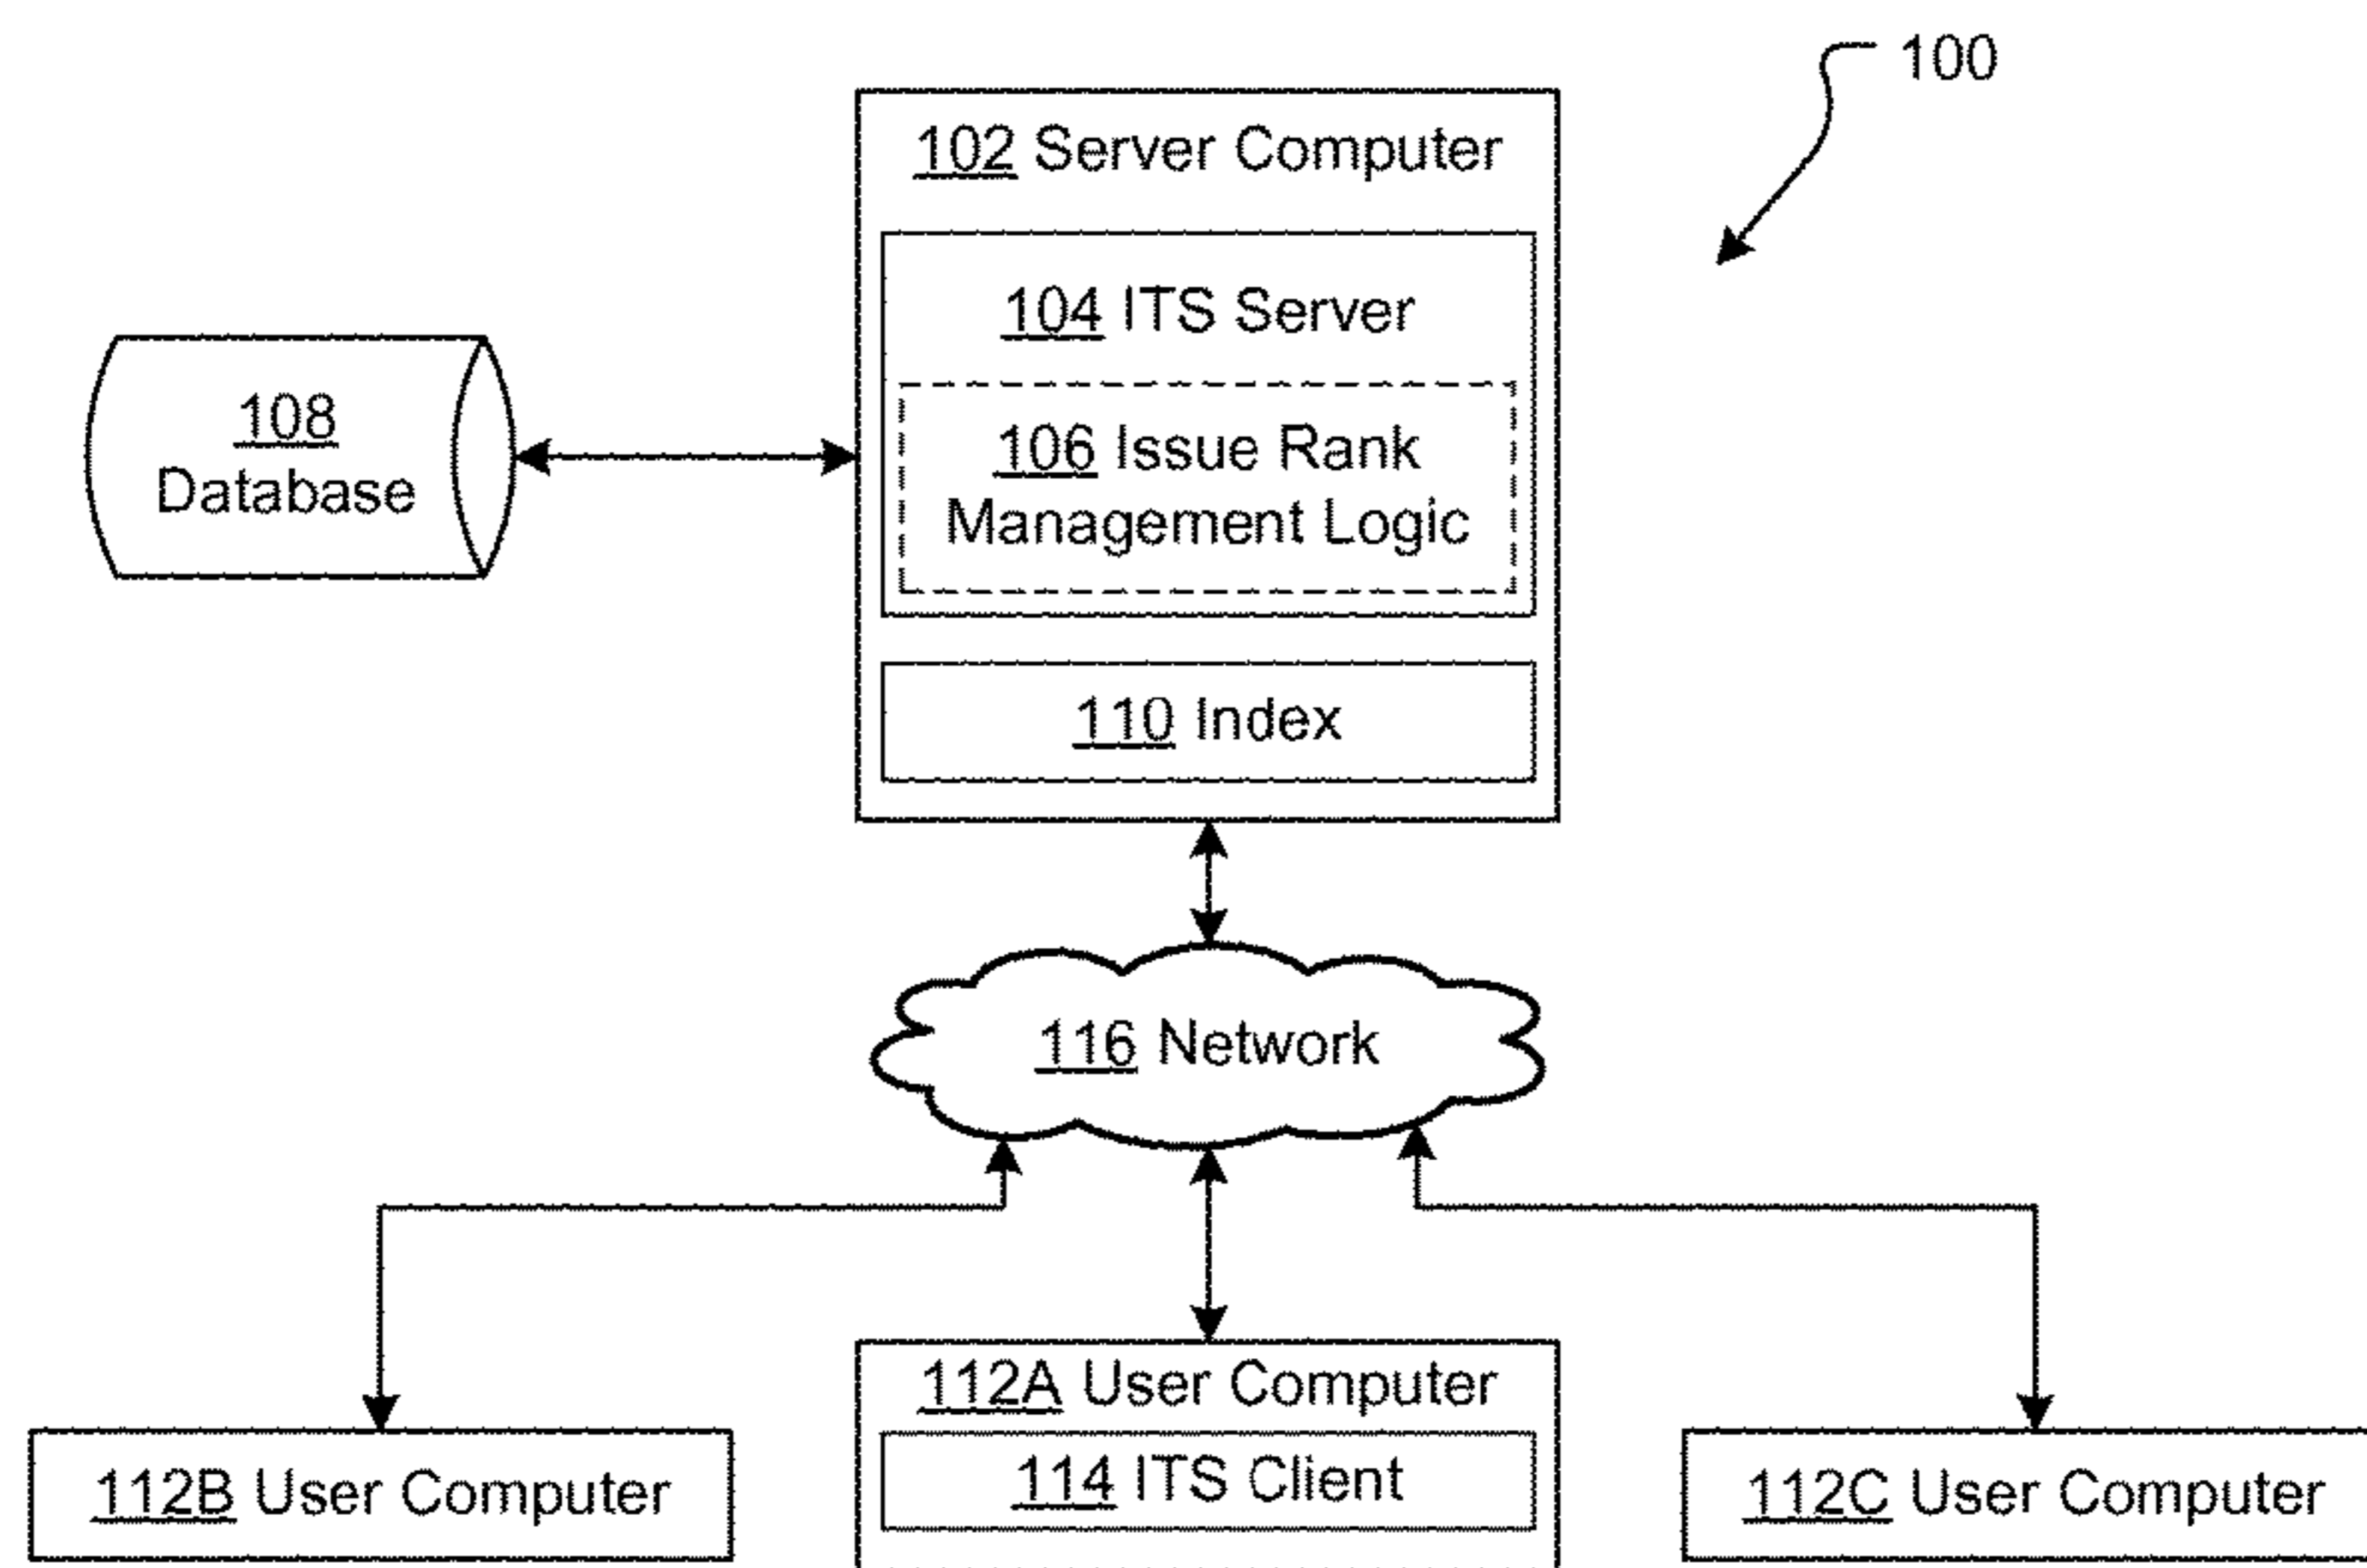 100
102 Server Computer
104 ITS Server
106 Issue Rank
Management Logic
108
Database
110 Index
116 Network
112A User Computer
114 ITS Client
112B User Computer
112C User Computer